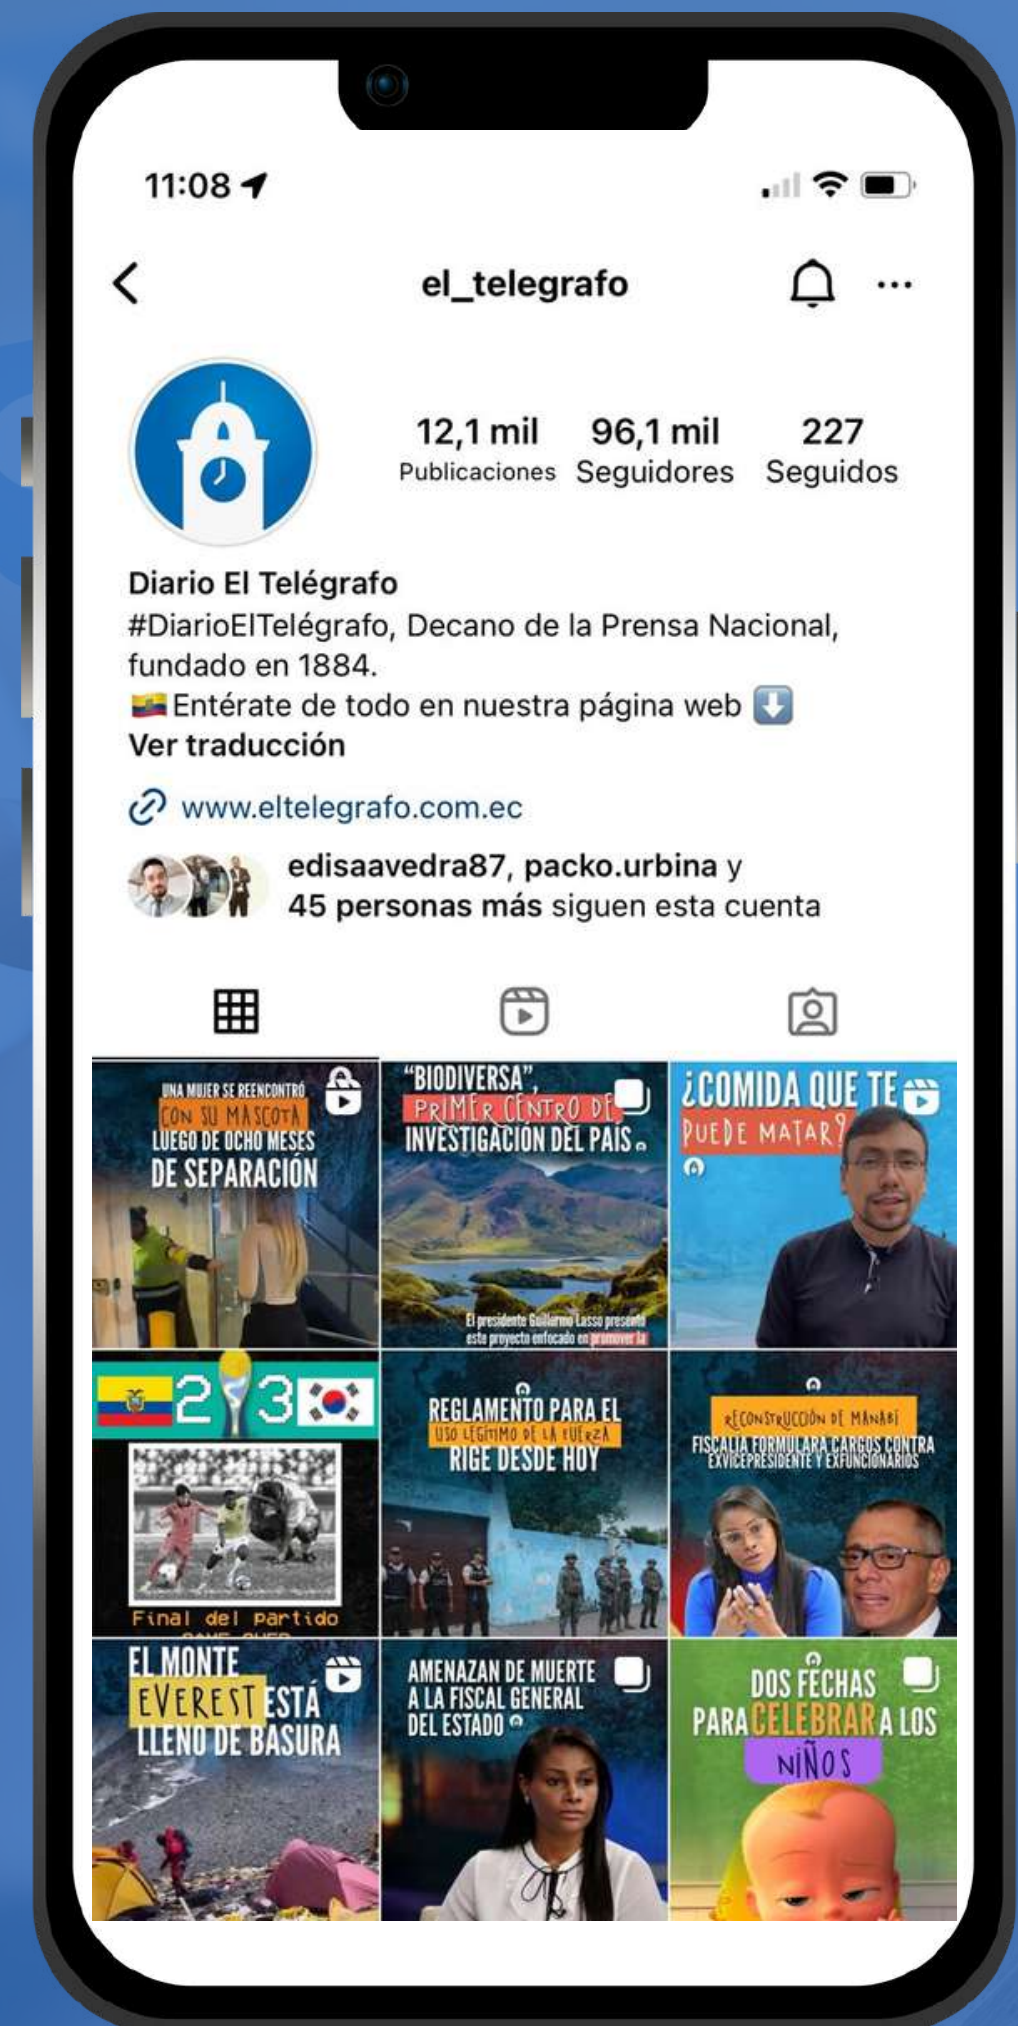 11:08
el_telegrafo
12,1 mil 96,1 mil 227
Publicaciones Seguidores Seguidos
Diario El Telégrafo
#DiarioElTelégrafo, Decano de la Prensa Nacional,
fundado en 1884.
Entérate de todo en nuestra página web
Ver traducción
www.eltelegrafo.com.ec
edisaavedra87, packo.urbina y
45 personas más siguen esta cuenta
UNA MUJER SE REENCONTRÓ
CON SU MASCOTA
LUEGO DE OCHO MESES
DE SEPARACIÓN
"BIODIVERSA",
PRIMER CENTRO DE
INVESTIGACIÓN DEL PAÍS
El presidente Guillermo Lasso presentó
este proyecto enfocado en promover la
¿COMIDA QUE TE
PUEDE MATAR?
2 3
Final del partido
GAME OVER
REGLAMENTO PARA EL
USO LEGÍTIMO DE LA FUERZA
RIGE DESDE HOY
RECONSTRUCCIÓN DE MANABÍ
FISCALÍA FORMULARÁ CARGOS CONTRA
EXVICEPRESIDENTE Y EXFUNCIONARIOS
EL MONTE
EVEREST ESTÁ
LLENO DE BASURA
AMENAZAN DE MUERTE
A LA FISCAL GENERAL
DEL ESTADO
DOS FECHAS
PARA CELEBRAR A LOS
NIÑOS